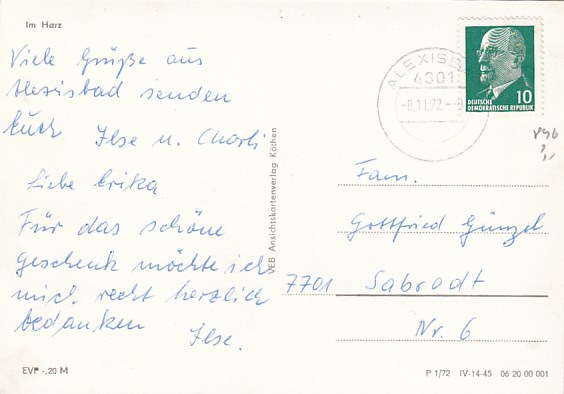 Im Harz
Viele Grüße aus
Alexisbad senden
Euch Ilse u. Charli
Liebe Erika
Für das schöne
Geschenk möchte ich
mich recht herzlich
bedanken Ilse.
EVP -,20 M
VEB Ansichtskartenverlag Köthen
4301
-8.11.72.-
10
DEUTSCHE
DEMOKRATISCHE REPUBLIK
Fam.
Gottfried Günzel
7701 Sabrodt
Nr. 6
P 1/72 IV-14-45 06 20 00 001